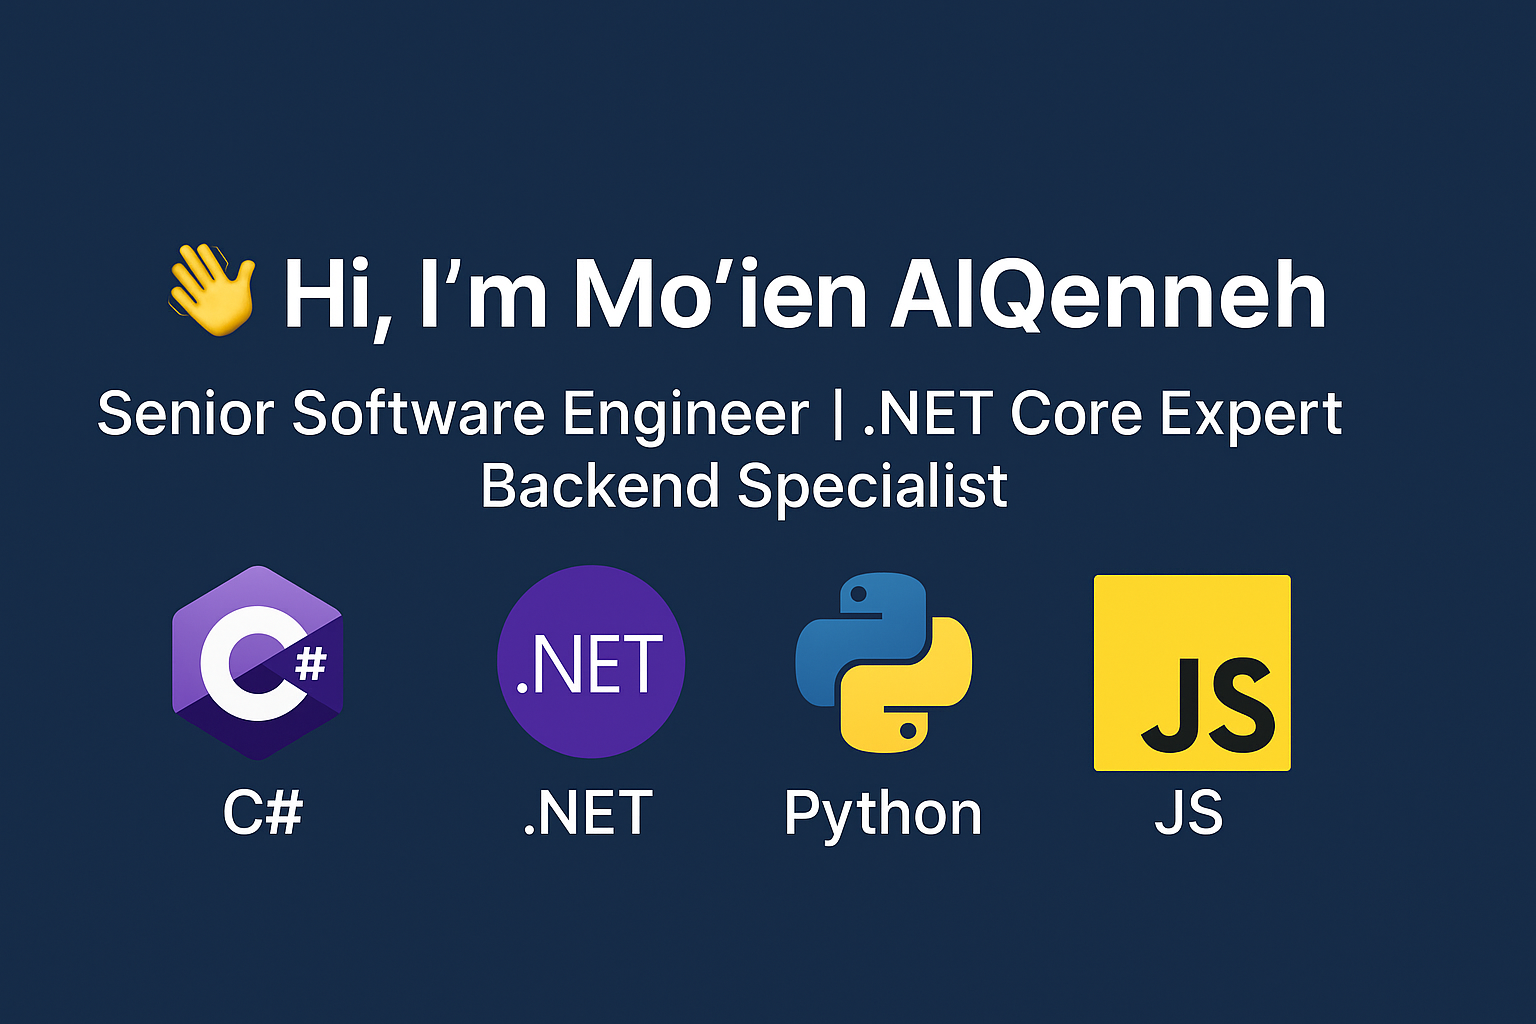 👋 Hi, I’m Mo’ien AlQenneh
Senior Software Engineer | .NET Core Expert
Backend Specialist
C# .NET JS
C# .NET Python JS